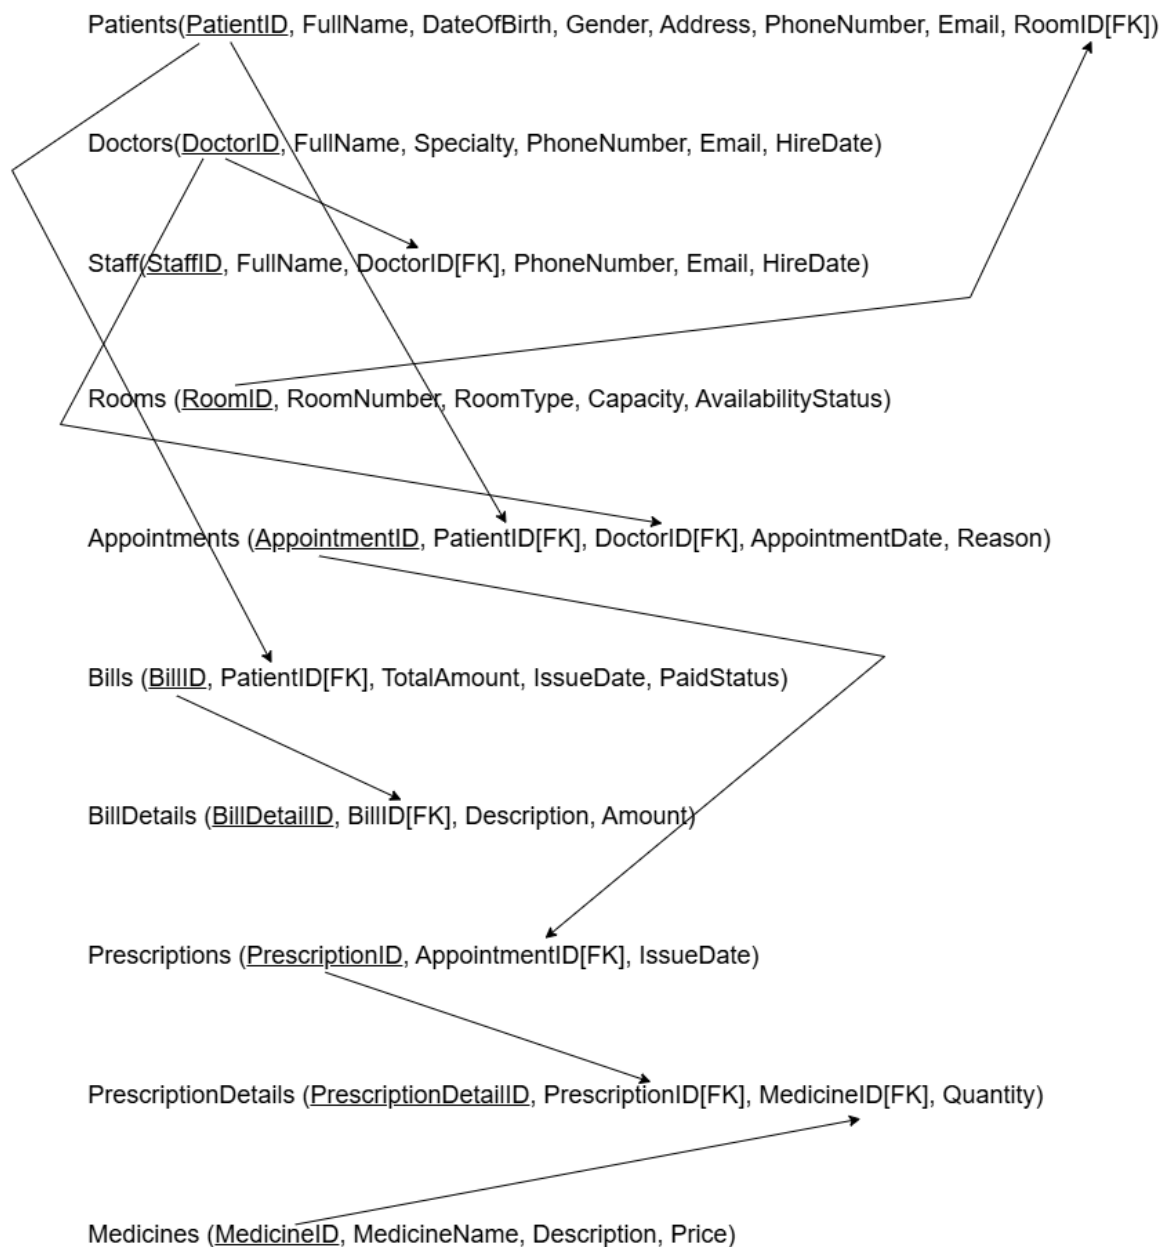 Patients(PatientID, FullName, DateOfBirth, Gender, Address, PhoneNumber, Email, RoomID[FK])
Doctors(DoctorID, FullName, Specialty, PhoneNumber, Email, HireDate)
Staff(StaffID, FullName, DoctorID[FK], PhoneNumber, Email, HireDate)
Rooms (RoomID, RoomNumber, RoomType, Capacity, AvailabilityStatus)
Appointments (AppointmentID, PatientID[FK], DoctorID[FK], AppointmentDate, Reason)
Bills (BillID, PatientID[FK], TotalAmount, IssueDate, PaidStatus)
BillDetails (BillDetailID, BillID[FK], Description, Amount)
Prescriptions (PrescriptionID, AppointmentID[FK], IssueDate)
PrescriptionDetails (PrescriptionDetailID, PrescriptionID[FK], MedicineID[FK], Quantity)
Medicines (MedicineID, MedicineName, Description, Price)